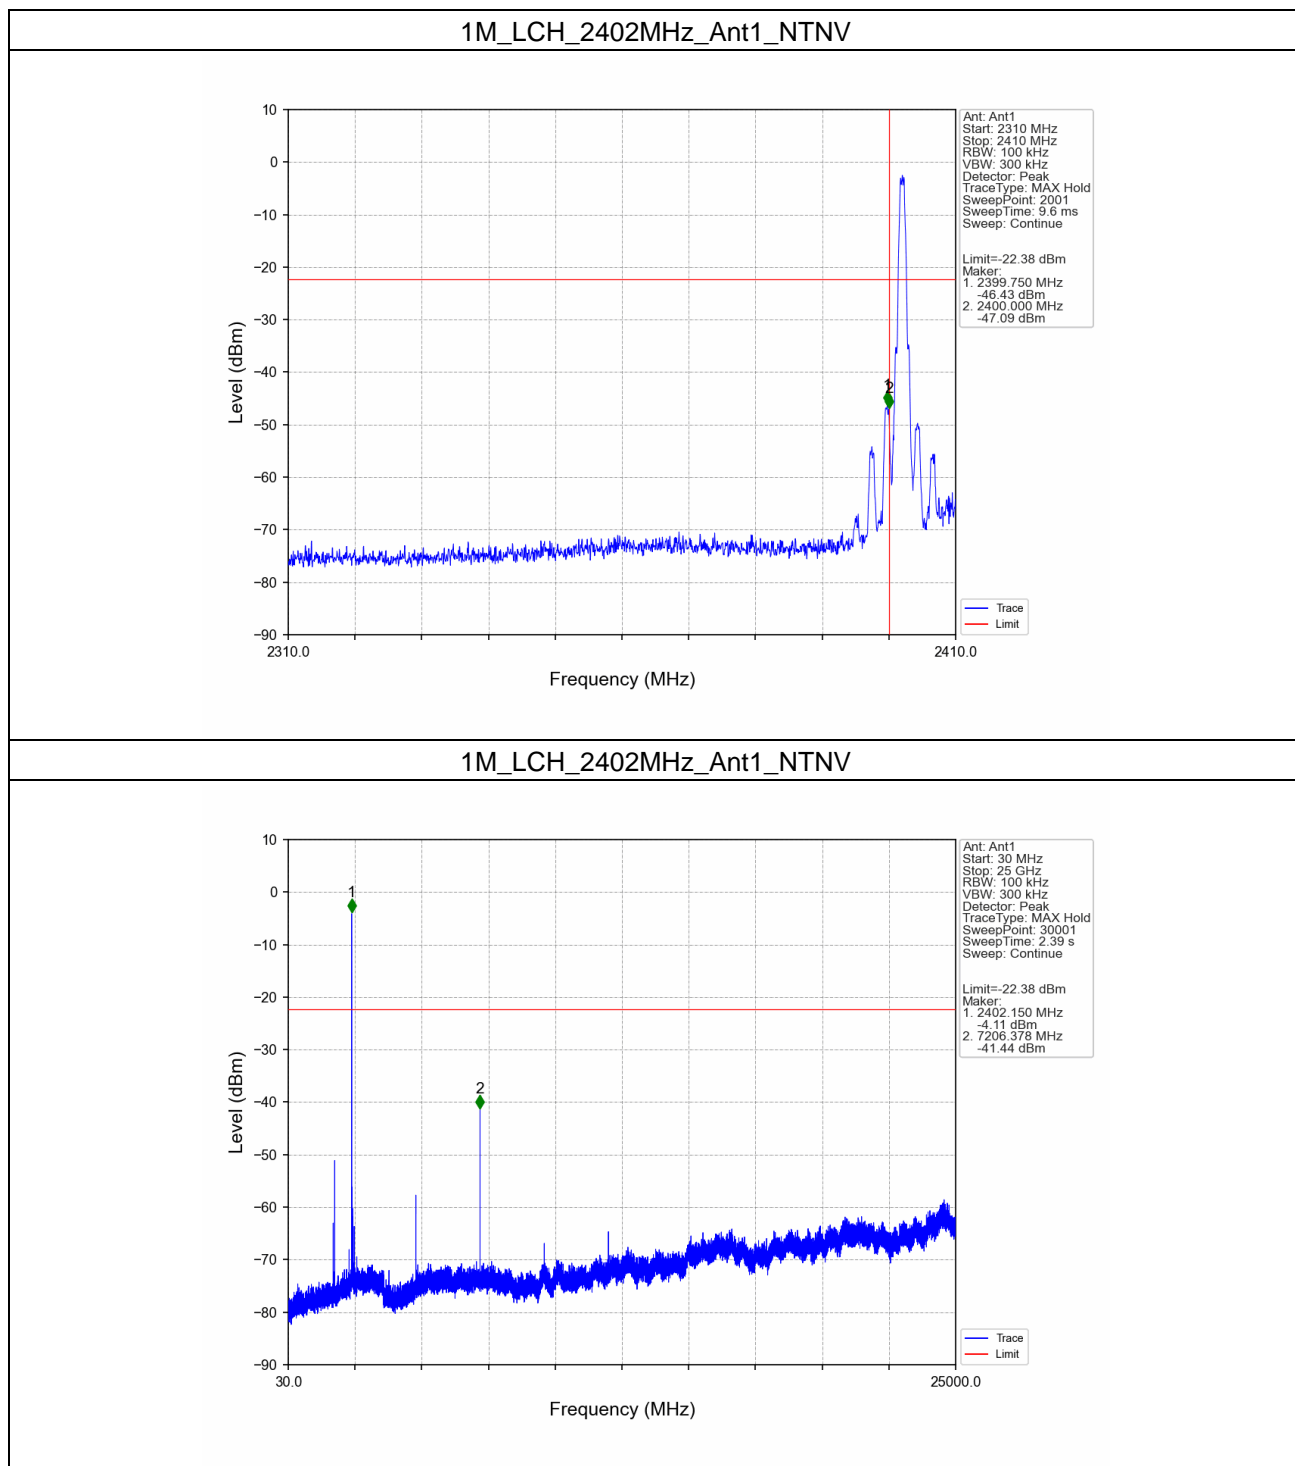 1M_LCH_2402MHz_Ant1_NTNV
10
0
−10
−20
−30
−40
−50
−60
−70
−80
−90
Level (dBm)
1
2
2310.0
2410.0
Frequency (MHz)
Ant: Ant1
Start: 2310 MHz
Stop: 2410 MHz
RBW: 100 kHz
VBW: 300 kHz
Detector: Peak
TraceType: MAX Hold
SweepPoint: 2001
SweepTime: 9.6 ms
Sweep: Continue
Limit=-22.38 dBm
Maker:
1. 2399.750 MHz
-46.43 dBm
2. 2400.000 MHz
-47.09 dBm
Trace
Limit
1M_LCH_2402MHz_Ant1_NTNV
10
0
−10
−20
−30
−40
−50
−60
−70
−80
−90
Level (dBm)
1
2
30.0
25000.0
Frequency (MHz)
Ant: Ant1
Start: 30 MHz
Stop: 25 GHz
RBW: 100 kHz
VBW: 300 kHz
Detector: Peak
TraceType: MAX Hold
SweepPoint: 30001
SweepTime: 2.39 s
Sweep: Continue
Limit=-22.38 dBm
Maker:
1. 2402.150 MHz
-4.11 dBm
2. 7206.378 MHz
-41.44 dBm
Trace
Limit